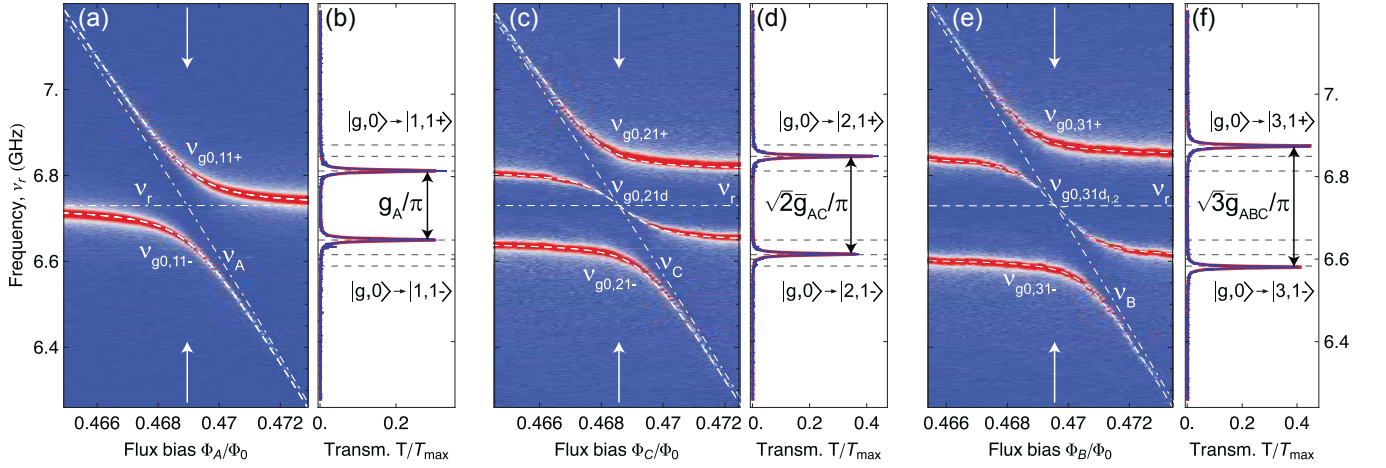 (a)
(b)
(c)
(d)
(e)
(f)
Frequency, ν_r (GHz)
7.
6.8
6.6
6.4
ν_g0,11+
ν_r
ν_g0,11-
ν_A
0.466
0.468
0.47
0.472
Flux bias Φ_A/Φ_0
|g,0⟩→|1,1+⟩
g_A/π
|g,0⟩→|1,1-⟩
0.
0.2
Transm. T/T_max
ν_g0,21+
ν_g0,21d
ν_C
ν_g0,21-
0.466
0.468
0.47
0.472
Flux bias Φ_C/Φ_0
|g,0⟩→|2,1+⟩
√2g̅_AC/π
|g,0⟩→|2,1-⟩
0.
0.2
0.4
Transm. T/T_max
ν_g0,31+
ν_r
ν_g0,31d_1,2
ν_g0,31-
ν_B
0.466
0.468
0.47
0.472
Flux bias Φ_B/Φ_0
|g,0⟩→|3,1+⟩
√3g̅_ABC/π
|g,0⟩→|3,1-⟩
0.
0.2
0.4
Transm. T/T_max
7.
6.8
6.6
6.4